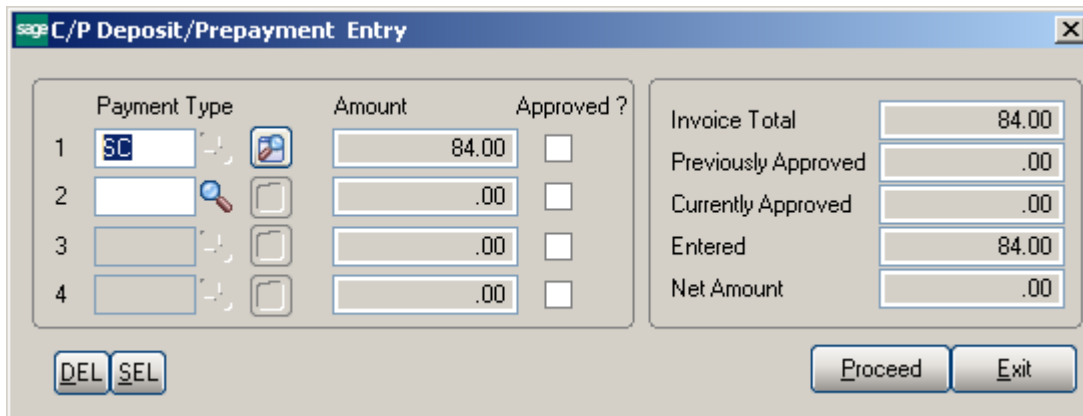 sage C/P Deposit/Prepayment Entry
Payment Type Amount Approved ?
1 SC 84.00
2 .00
3 .00
4 .00
Invoice Total 84.00
Previously Approved .00
Currently Approved .00
Entered 84.00
Net Amount .00
DEL SEL Proceed Exit